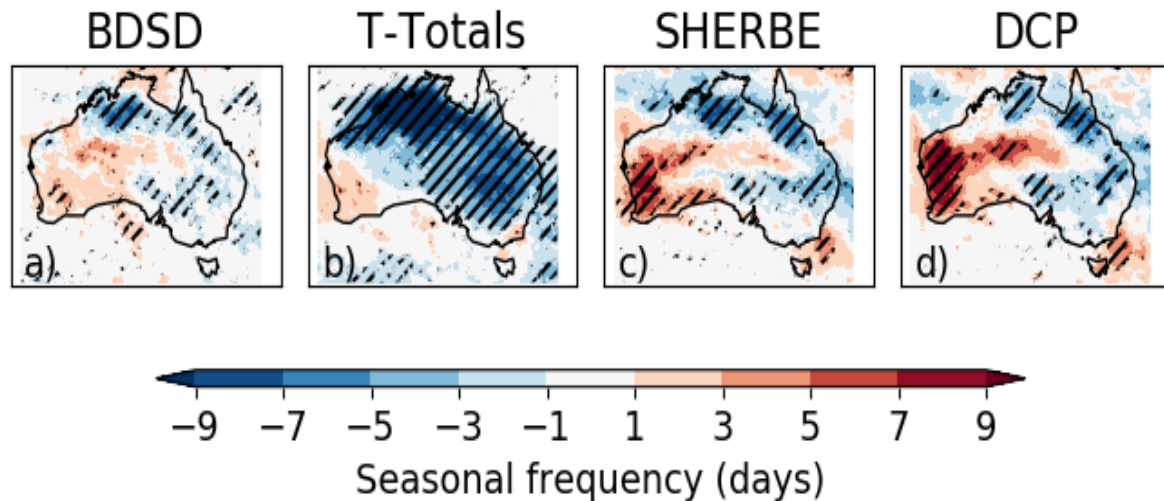 BDSD T-Totals SHERBE DCP
a) b) c) d)
−9 −7 −5 −3 −1 1 3 5 7 9
Seasonal frequency (days)